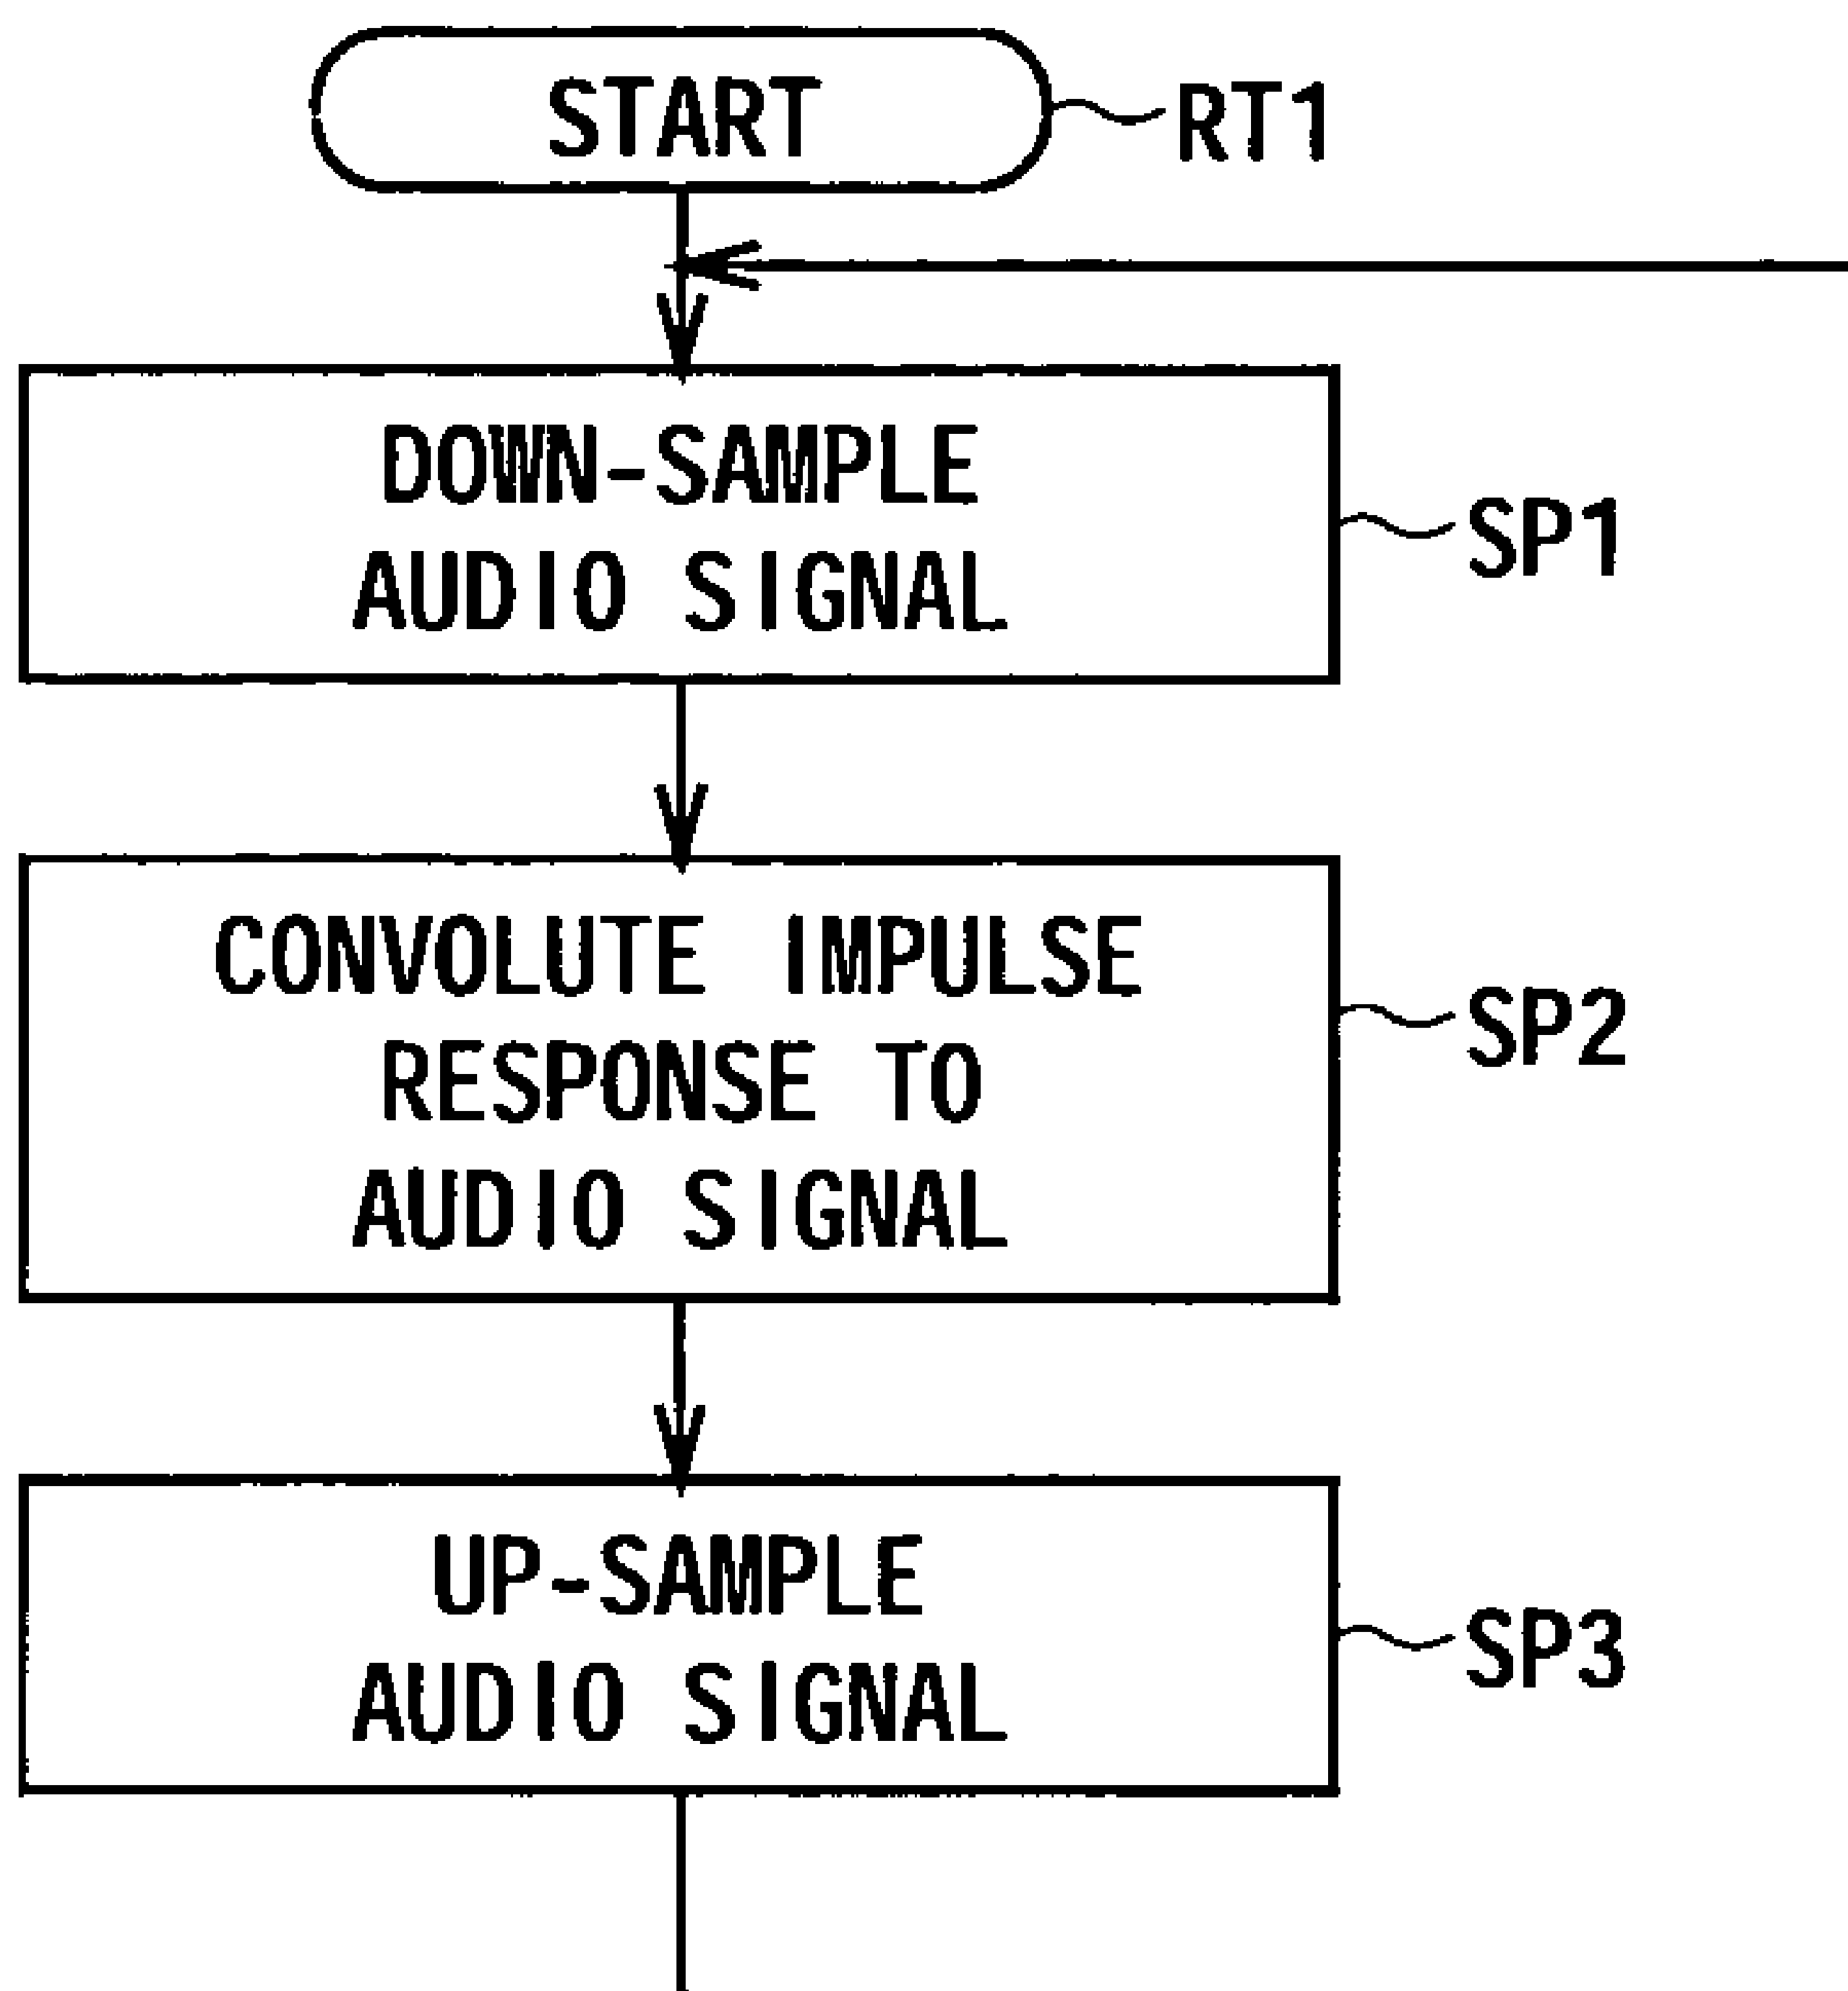 START
RT1
DOWN-SAMPLE
AUDIO SIGNAL
SP1
CONVOLUTE IMPULSE
RESPONSE TO
AUDIO SIGNAL
SP2
UP-SAMPLE
AUDIO SIGNAL
SP3